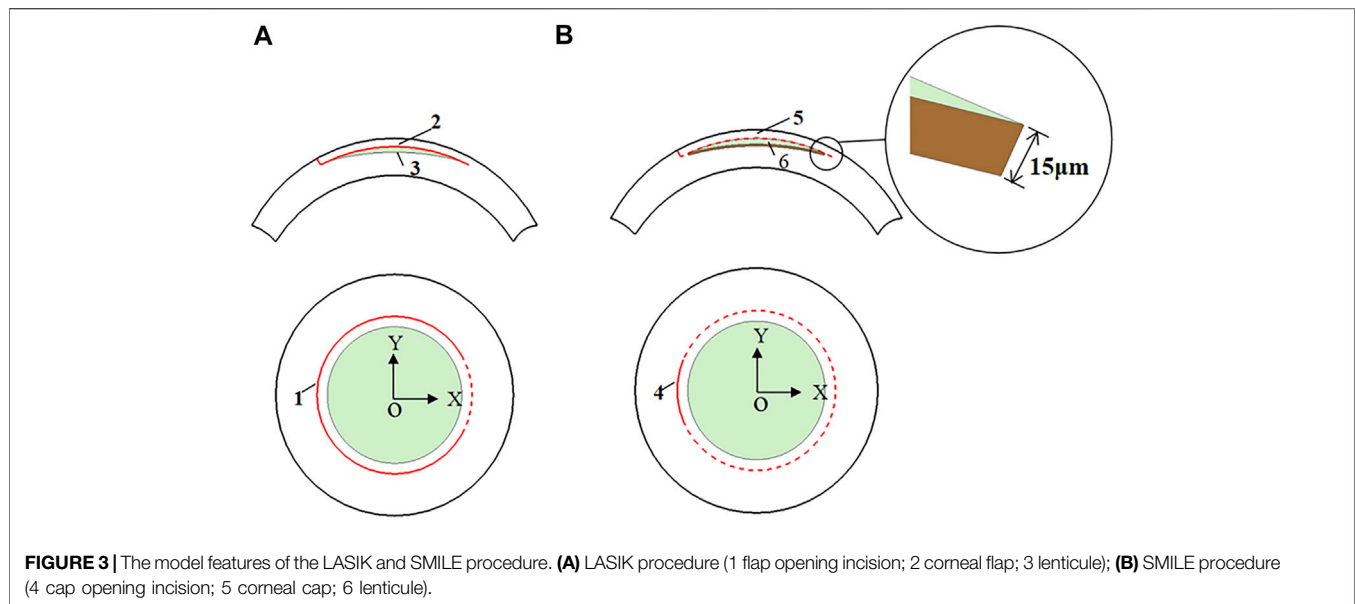 A
B
2
3
5
6
15μm
Y
X
O
1
Y
X
O
4
FIGURE 3 | The model features of the LASIK and SMILE procedure. (A) LASIK procedure (1 flap opening incision; 2 corneal flap; 3 lenticule); (B) SMILE procedure
(4 cap opening incision; 5 corneal cap; 6 lenticule).